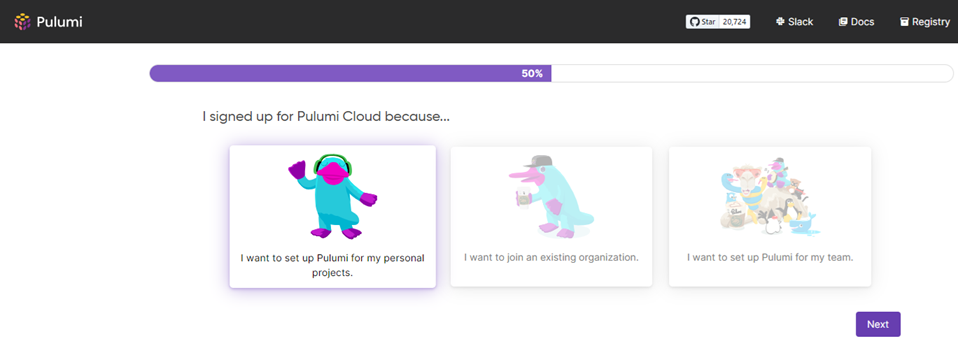 Pulumi
Star 20,724
Slack
Docs
Registry
50%
I signed up for Pulumi Cloud because...
I want to set up Pulumi for my personal
projects.
I want to join an existing organization.
I want to set up Pulumi for my team.
Next